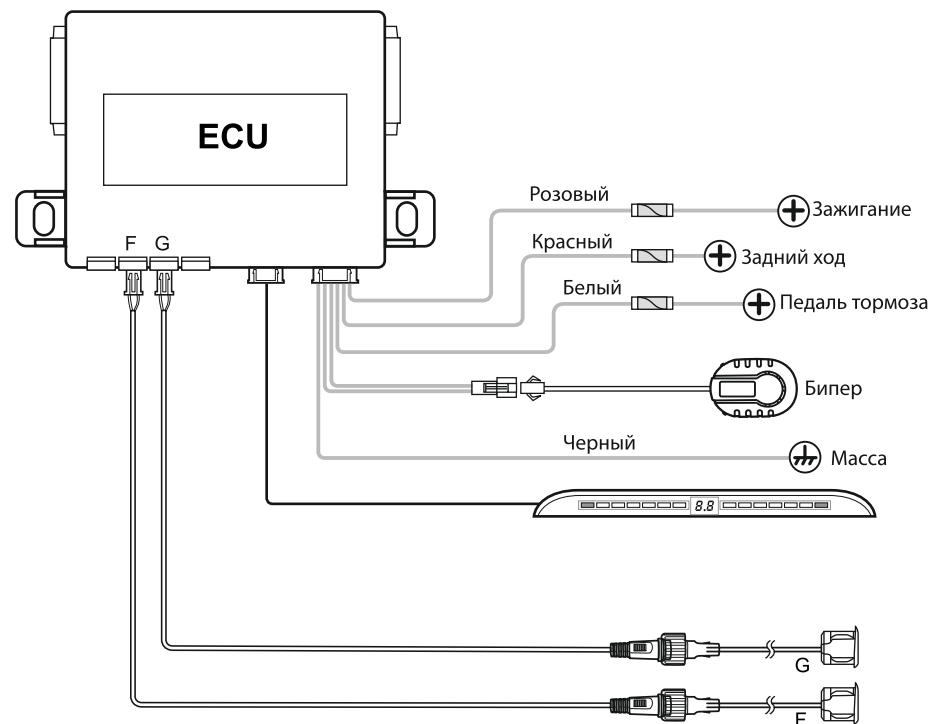 ECU
F G
Розовый
Зажигание
Красный
Задний ход
Белый
Педаль тормоза
Бипер
Черный
Масса
8.8
G
F